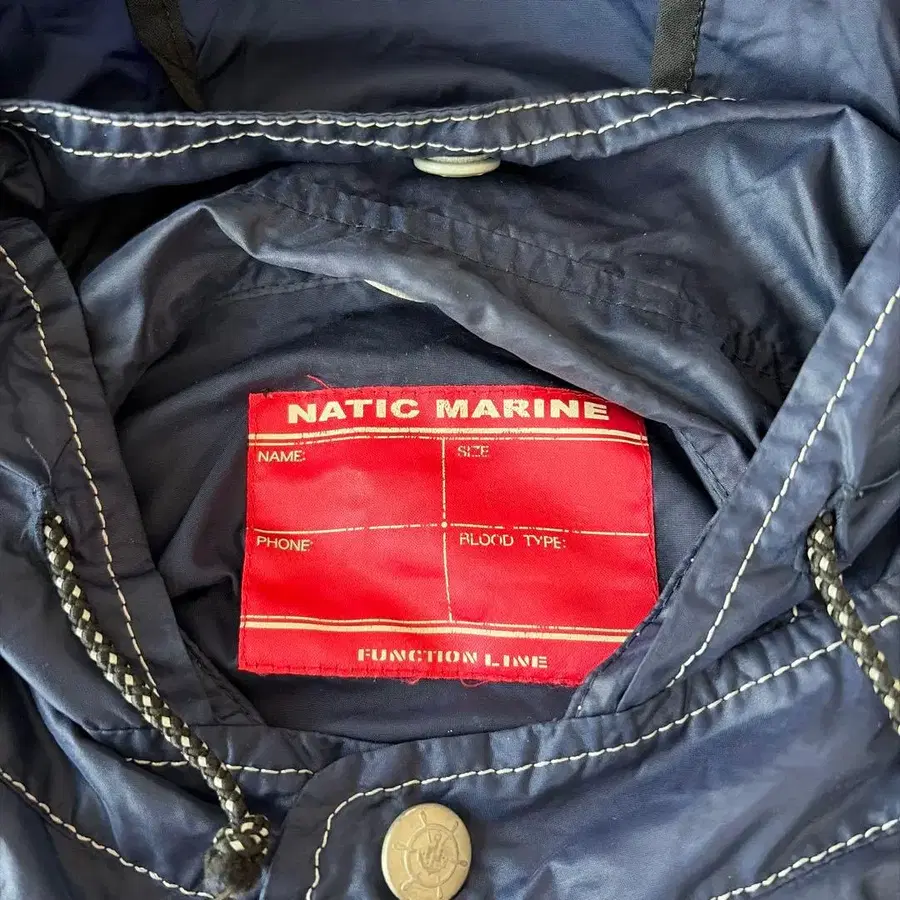 NATIC MARINE
NAME: SIZE
PHONE: BLOOD TYPE:
FUNCTION LINE